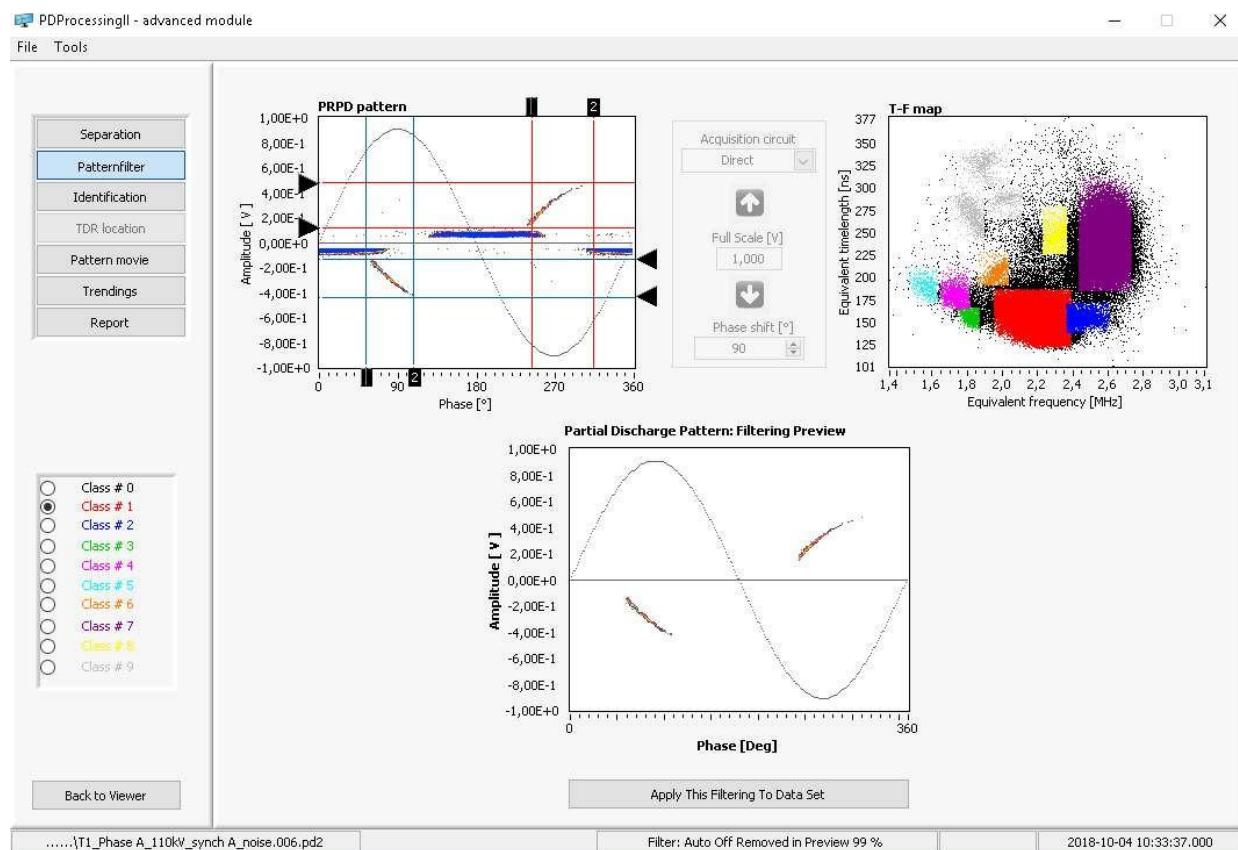 PDProcessingII - advanced module
File Tools
Separation
Patternfilter
Identification
TDR location
Pattern movie
Trendings
Report
PRPD pattern
2
1,00E+0
8,00E-1
6,00E-1
4,00E-1
2,00E-1
0,00E+0
-2,00E-1
-4,00E-1
-6,00E-1
-8,00E-1
-1,00E+0
Amplitude [ V ]
2
0 90 180 270 360
Phase [°]
Acquisition circuit
Direct
Full Scale [V]
1,000
Phase shift [°]
90
T-F map
377
350
325
300
275
250
225
200
175
150
125
101
Equivalent timelength [ns]
1,4 1,6 1,8 2,0 2,2 2,4 2,6 2,8 3,0 3,1
Equivalent frequency [MHz]
Partial Discharge Pattern: Filtering Preview
1,00E+0
8,00E-1
6,00E-1
4,00E-1
2,00E-1
0,00E+0
-2,00E-1
-4,00E-1
-6,00E-1
-8,00E-1
-1,00E+0
Amplitude [ V ]
0 360
Phase [Deg]
Class # 0
Class # 1
Class # 2
Class # 3
Class # 4
Class # 5
Class # 6
Class # 7
Class # 8
Class # 9
Back to Viewer
Apply This Filtering To Data Set
......\T1_Phase A_110kV_synch A_noise.006.pd2
Filter: Auto Off Removed in Preview 99 %
2018-10-04 10:33:37.000